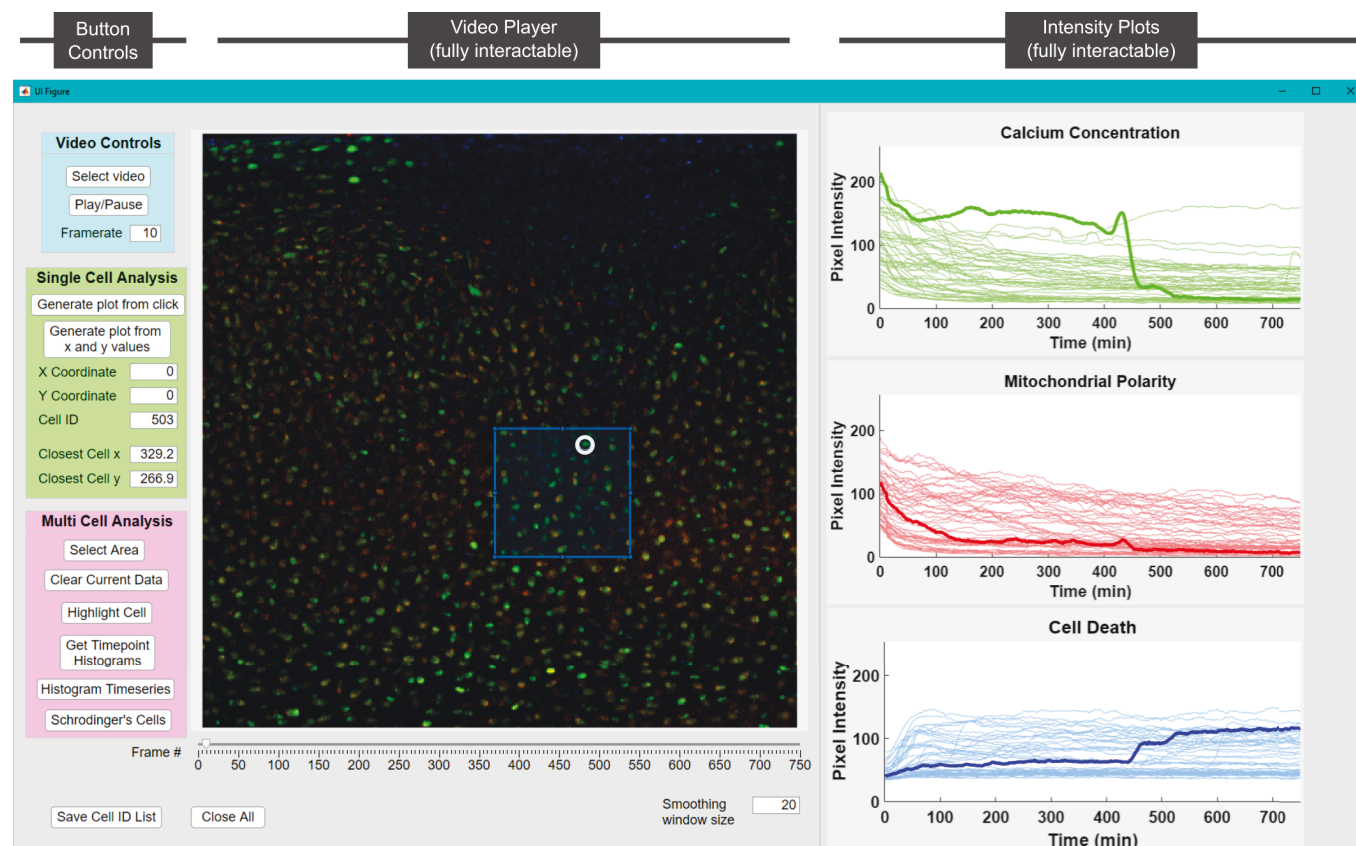 Button
Controls
Video Player
(fully interactable)
Intensity Plots
(fully interactable)
UI Figure
Video Controls
Select video
Play/Pause
Framerate 10
Single Cell Analysis
Generate plot from click
Generate plot from
x and y values
X Coordinate 0
Y Coordinate 0
Cell ID 503
Closest Cell x 329.2
Closest Cell y 266.9
Multi Cell Analysis
Select Area
Clear Current Data
Highlight Cell
Get Timepoint
Histograms
Histogram Timeseries
Schrodinger's Cells
Frame #
0 50 100 150 200 250 300 350 400 450 500 550 600 650 700 750
Save Cell ID List
Close All
Smoothing
window size
20
Calcium Concentration
Pixel Intensity
200
100
0
0 100 200 300 400 500 600 700
Time (min)
Mitochondrial Polarity
Pixel Intensity
200
100
0
0 100 200 300 400 500 600 700
Time (min)
Cell Death
Pixel Intensity
200
100
0
0 100 200 300 400 500 600 700
Time (min)